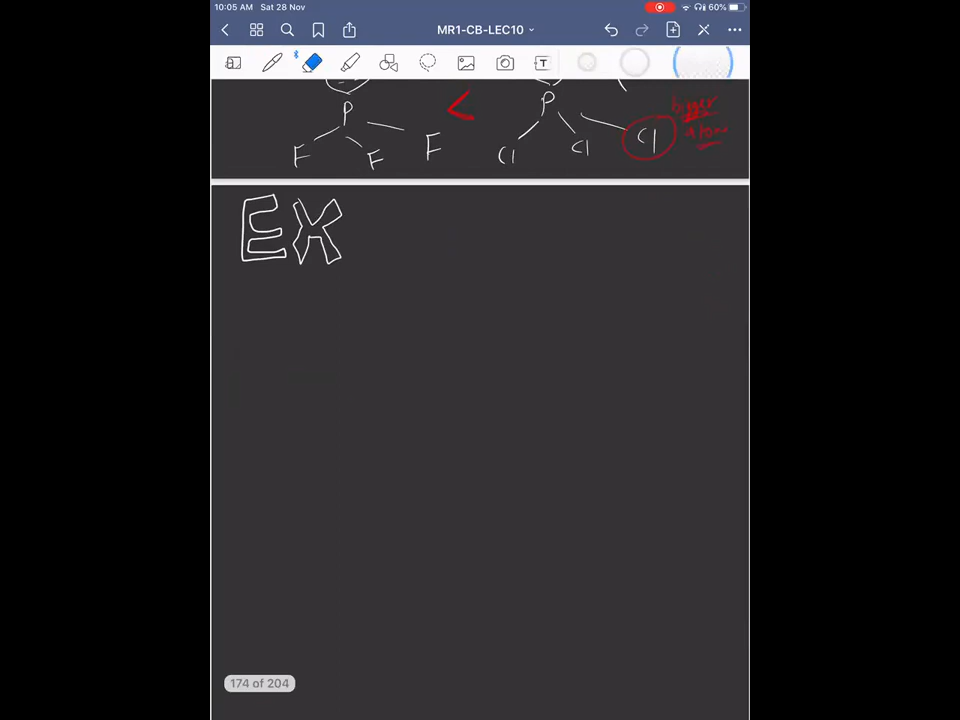 10:05 AM Sat 28 Nov 60%
MR1-CB-LEC10
T
P < P bigger
F F F Cl Cl Cl atom
EX
174 of 204